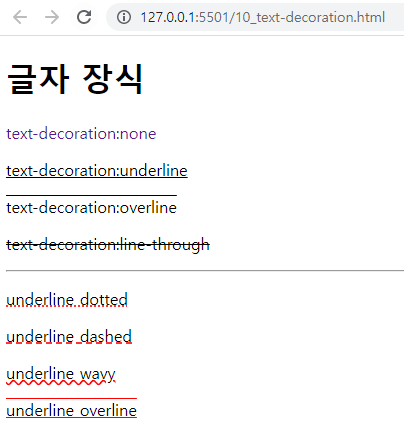 127.0.0.1:5501/10_text-decoration.html
글자 장식
text-decoration:none
text-decoration:underline
text-decoration:overline
text-decoration:line-through
underline dotted
underline dashed
underline wavy
underline overline